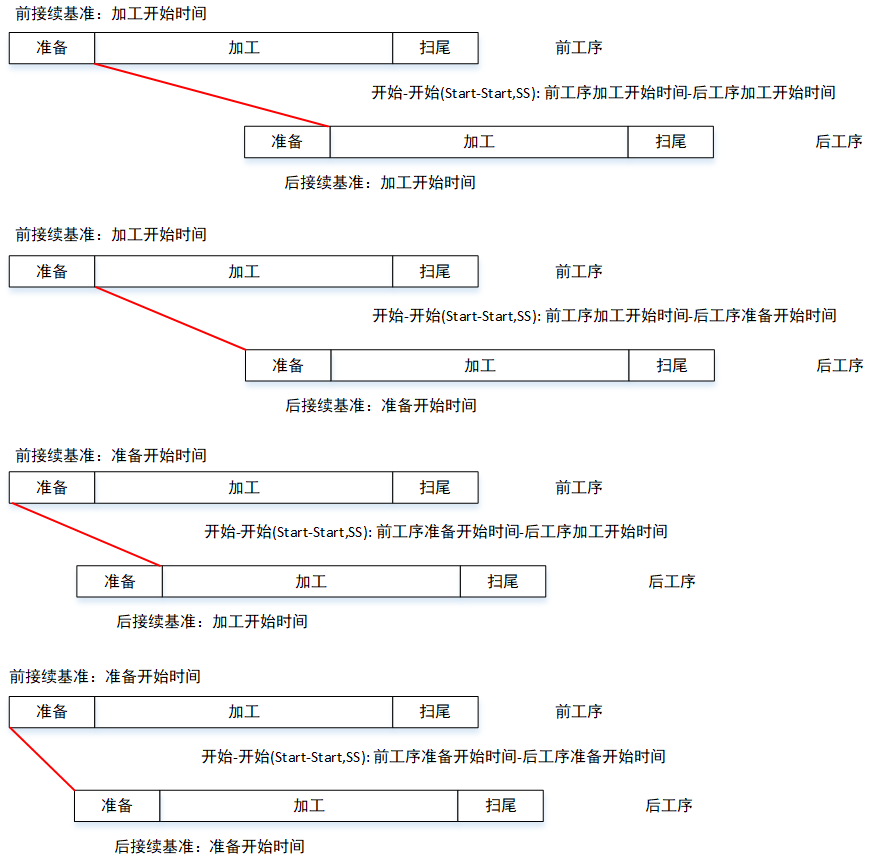 前接续基准：加工开始时间
准备 加工 扫尾 前工序
开始-开始(Start-Start,SS): 前工序加工开始时间-后工序加工开始时间
准备 加工 扫尾 后工序
后接续基准：加工开始时间
前接续基准：加工开始时间
准备 加工 扫尾 前工序
开始-开始(Start-Start,SS): 前工序加工开始时间-后工序准备开始时间
准备 加工 扫尾 后工序
后接续基准：准备开始时间
前接续基准：准备开始时间
准备 加工 扫尾 前工序
开始-开始(Start-Start,SS): 前工序准备开始时间-后工序加工开始时间
准备 加工 扫尾 后工序
后接续基准：加工开始时间
前接续基准：准备开始时间
准备 加工 扫尾 前工序
开始-开始(Start-Start,SS): 前工序准备开始时间-后工序准备开始时间
准备 加工 扫尾 后工序
后接续基准：准备开始时间